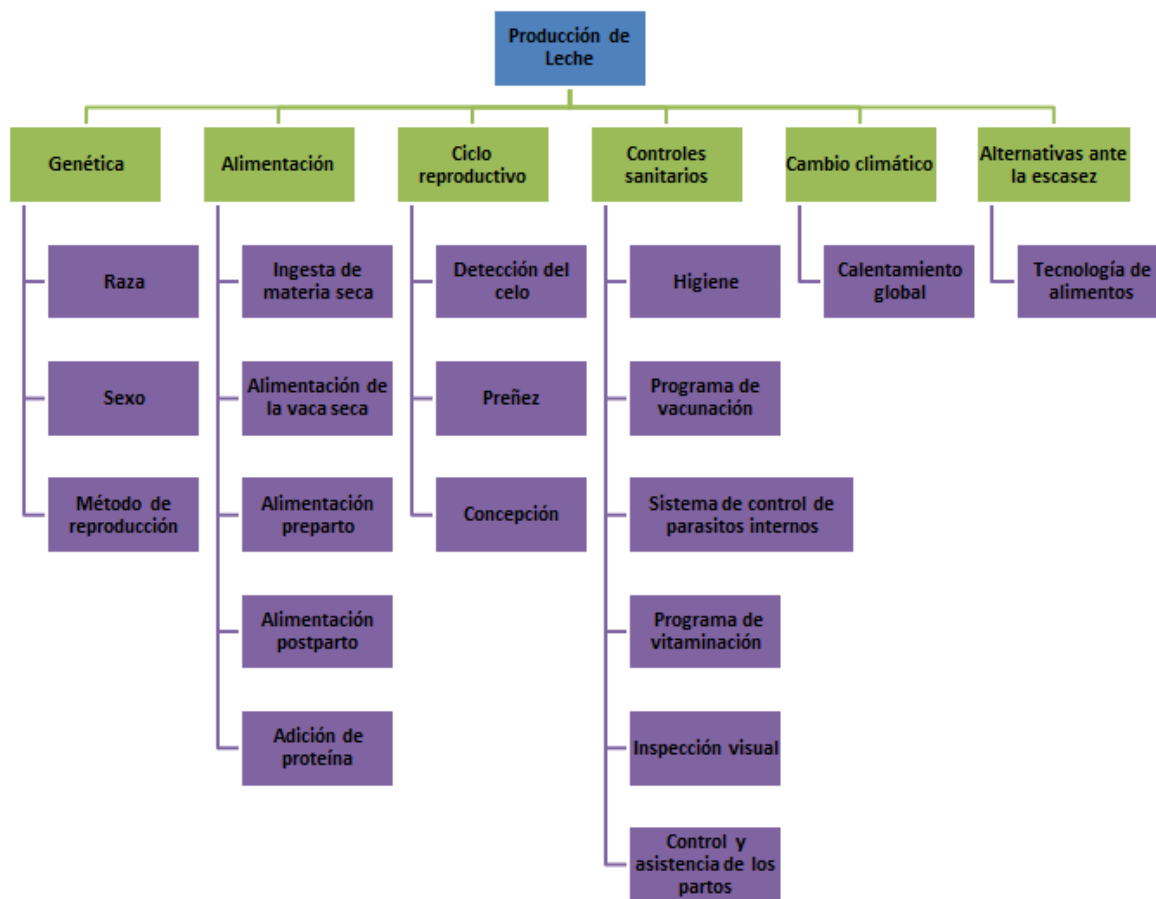 Producción de
Leche
Genética
Alimentación
Ciclo
reproductivo
Controles
sanitarios
Cambio climático
Alternativas ante
la escasez
Raza
Sexo
Método de
reproducción
Ingesta de
materia seca
Alimentación de
la vaca seca
Alimentación
preparto
Alimentación
postparto
Adición de
proteína
Detección del
celo
Preñez
Concepción
Higiene
Programa de
vacunación
Sistema de control de
parasitos internos
Programa de
vitaminación
Inspección visual
Control y
asistencia de los
partos
Calentamiento
global
Tecnología de
alimentos